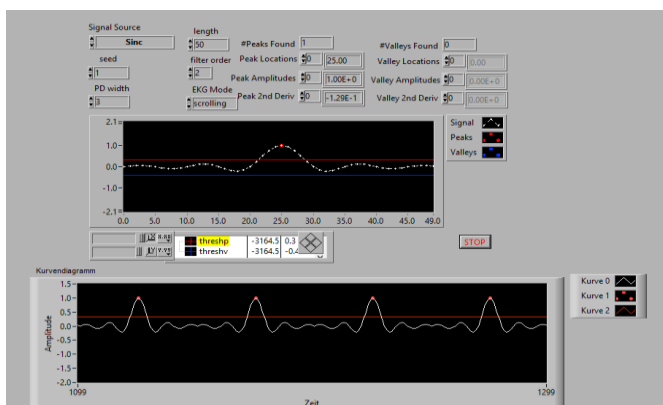 Signal Source
Sinc
length
50
#Peaks Found 1
#Valleys Found 0
seed
1
filter order
2
Peak Locations 0 25.00
Valley Locations 0 0.00
Peak Amplitudes 0 1.00E+0
Valley Amplitudes 0 0.00E+0
PD width
3
EKG Mode
scrolling
Peak 2nd Deriv 0 -1.29E-1
Valley 2nd Deriv 0 0.00E+0
2.1
1.0
0.0
-1.0
-2.1
0.0 5.0 10.0 15.0 20.0 25.0 30.0 35.0 40.0 45.0 49.0
Signal
Peaks
Valleys
threshp -3164.5 0.3
threshv -3164.5 -0.4
STOP
Kurvendiagramm
Amplitude
1.5
1.0
0.5
0.0
-0.5
-1.0
-1.5
-2.0
1099 1299
Zeit
Kurve 0
Kurve 1
Kurve 2